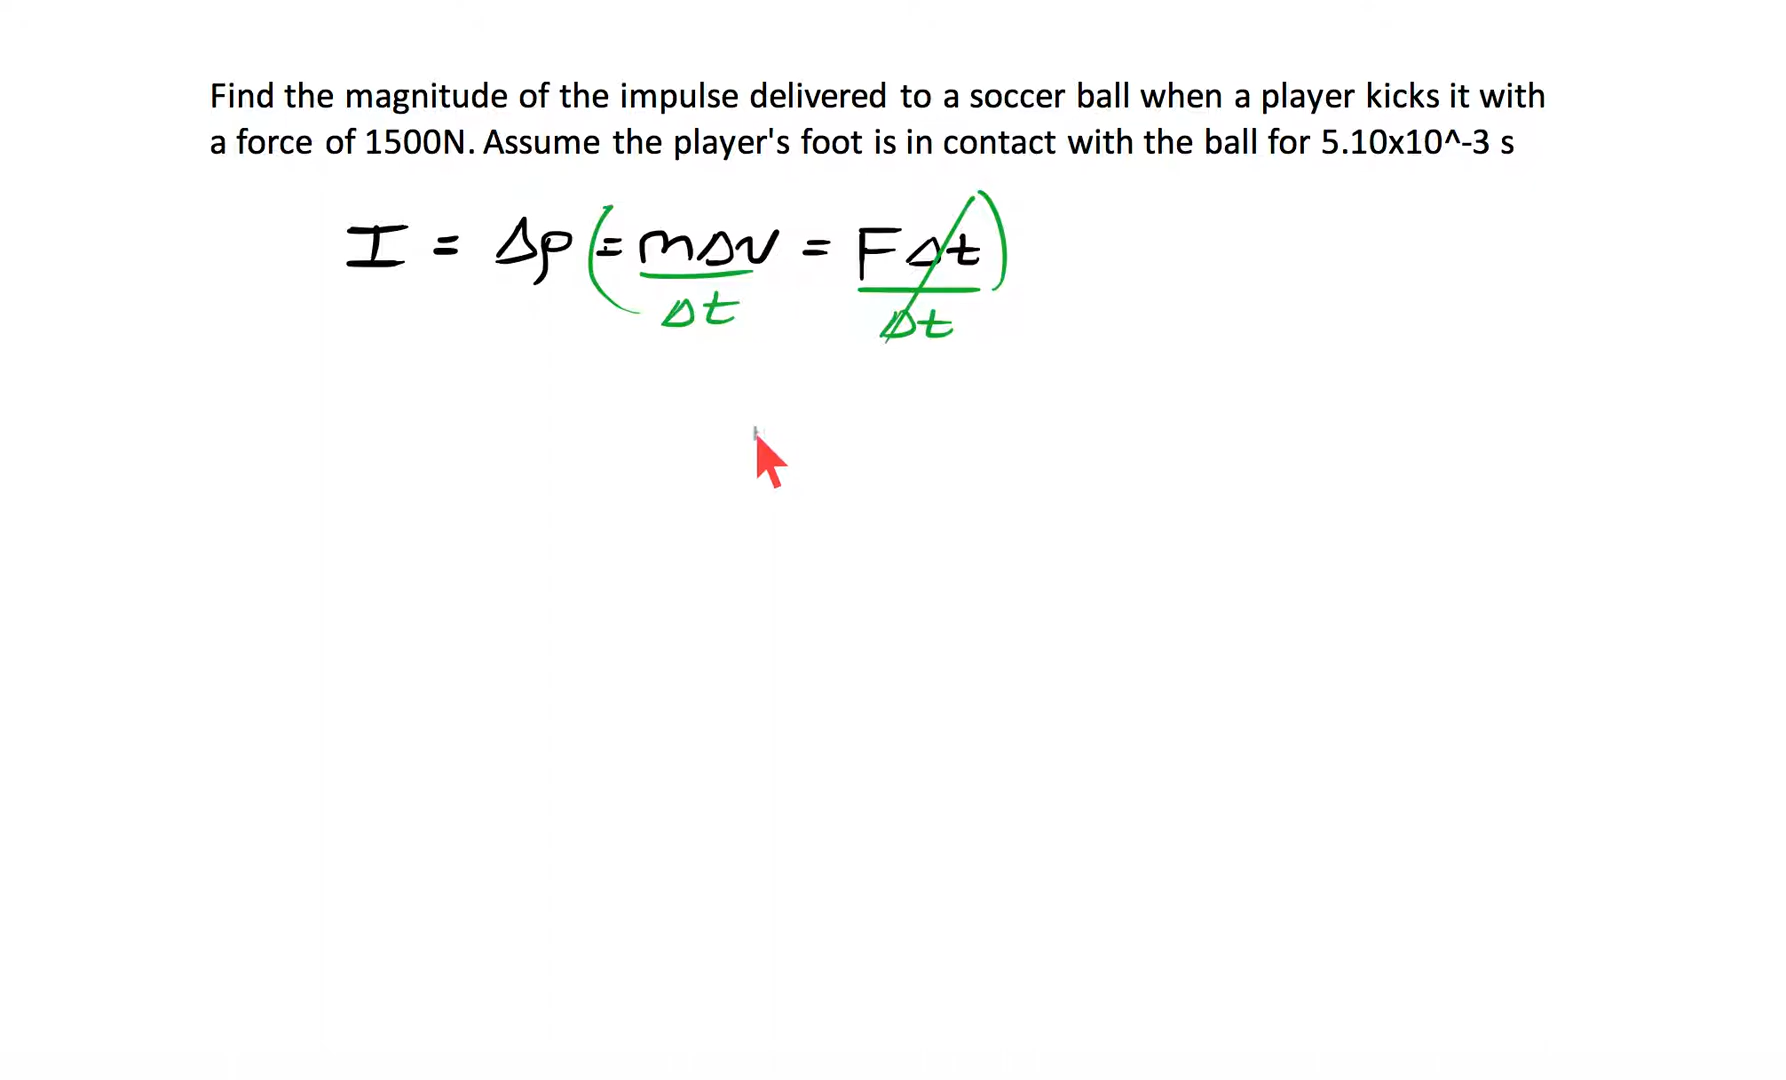 Find the magnitude of the impulse delivered to a soccer ball when a player kicks it with
a force of 1500N. Assume the player's foot is in contact with the ball for 5.10x10^-3 s
I = Δp (= mΔv = FΔt)
Δt Δt